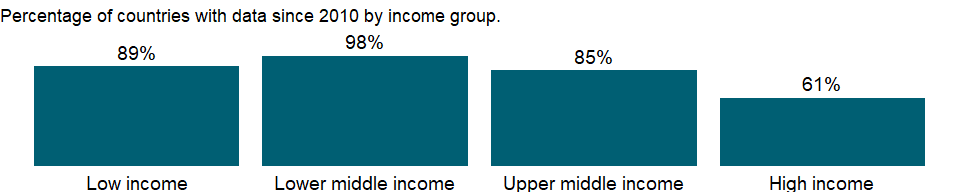 Percentage of countries with data since 2010 by income group.
89%
98%
85%
61%
Low income
Lower middle income
Upper middle income
High income